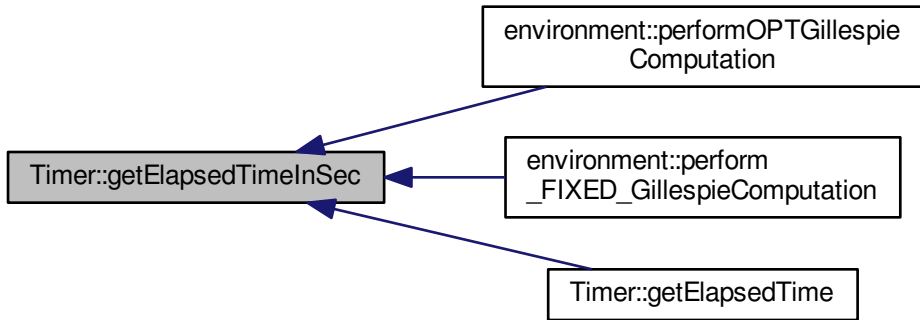 environment::performOPTGillespie
Computation
Timer::getElapsedTimeInSec
environment::perform
_FIXED_GillespieComputation
Timer::getElapsedTime